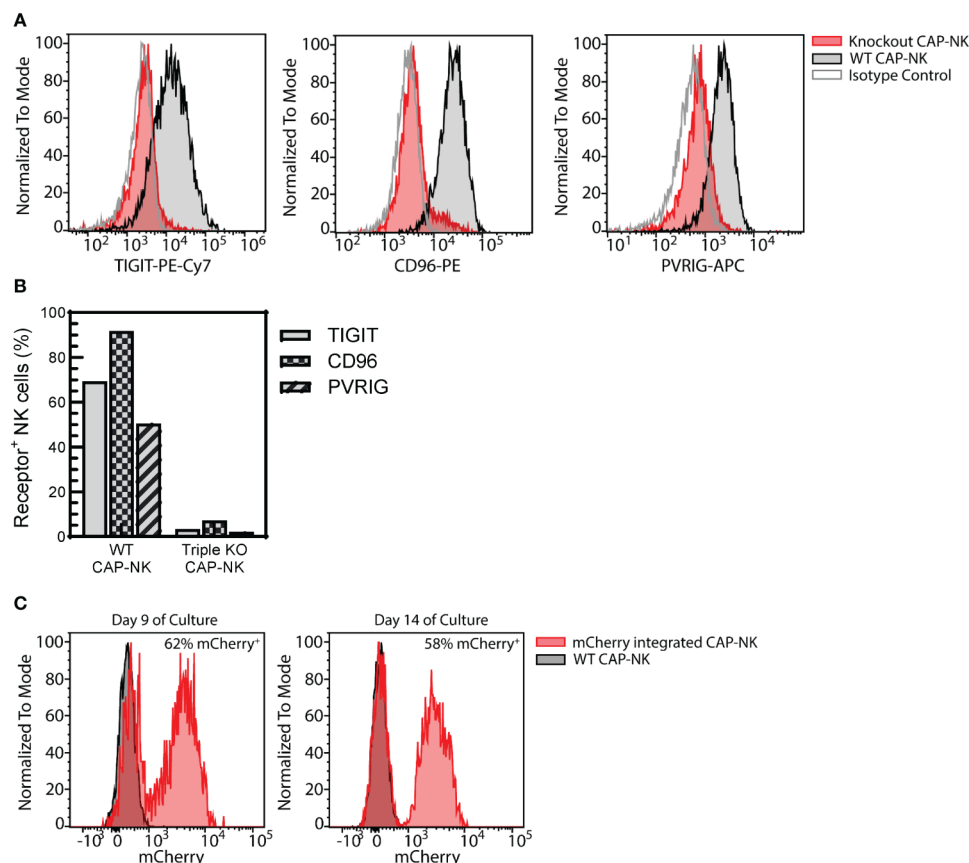 A
Normalized To Mode
100
80
60
40
20
0
10² 10³ 10⁴ 10⁵ 10⁶
TIGIT-PE-Cy7
Normalized To Mode
100
80
60
40
20
0
10³ 10⁴ 10⁵
CD96-PE
Normalized To Mode
100
80
60
40
20
0
10¹ 10² 10³ 10⁴
PVRIG-APC
Knockout CAP-NK
WT CAP-NK
Isotype Control
B
Receptor⁺ NK cells (%)
100
80
60
40
20
0
WT
CAP-NK
Triple KO
CAP-NK
TIGIT
CD96
PVRIG
C
Day 9 of Culture
62% mCherry⁺
Normalized To Mode
100
80
60
40
20
0
-10³ 0 10³ 10⁴ 10⁵
mCherry
Day 14 of Culture
58% mCherry⁺
Normalized To Mode
100
80
60
40
20
0
-10³ 0 10³ 10⁴ 10⁵
mCherry
mCherry integrated CAP-NK
WT CAP-NK